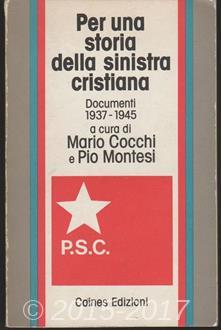 Per una
storia
della sinistra
cristiana
Documenti
1937-1945
a cura di
Mario Cocchi
e Pio Montesi
P.S.C.
Coines Edizioni
© 2015-2017